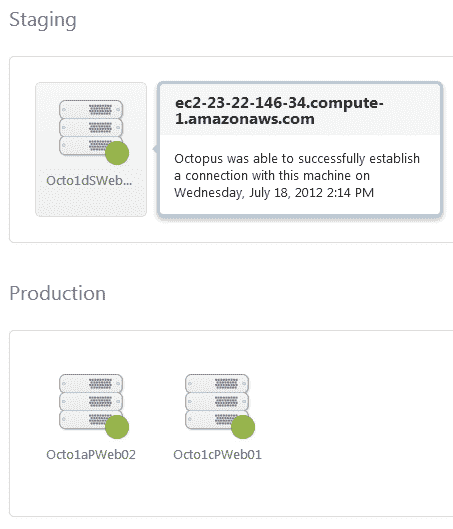 Staging
ec2-23-22-146-34.compute-
1.amazonaws.com
Octopus was able to successfully establish
a connection with this machine on
Wednesday, July 18, 2012 2:14 PM
Octo1dSWeb...
Production
Octo1aPWeb02
Octo1cPWeb01